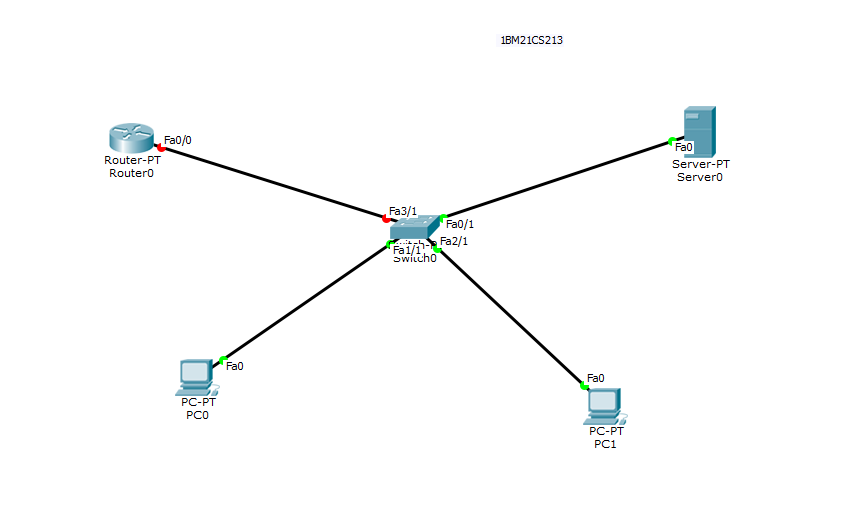 1BM21CS213
Fa0/0
Router-PT
Router0
Fa0
Server-PT
Server0
Fa3/1
Fa0/1
Fa2/1
Fa1/1
Switch0
Fa0
PC-PT
PC0
Fa0
PC-PT
PC1